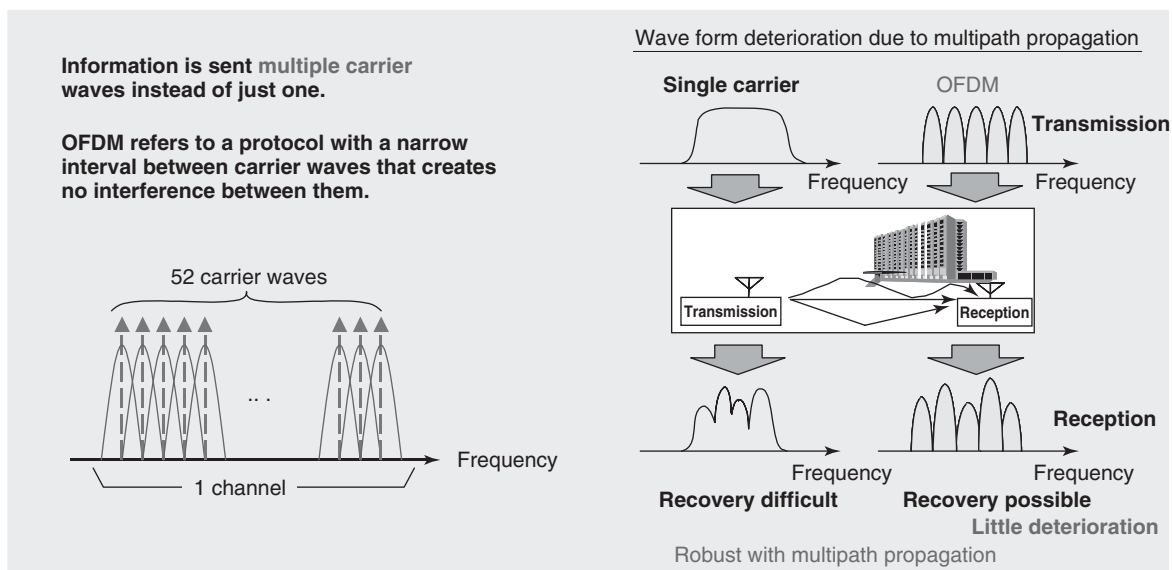 Information is sent multiple carrier
waves instead of just one.
OFDM refers to a protocol with a narrow
interval between carrier waves that creates
no interference between them.
52 carrier waves
.. .
Frequency
1 channel
Wave form deterioration due to multipath propagation
Single carrier
OFDM
Transmission
Frequency
Frequency
Transmission
Reception
Reception
Frequency
Frequency
Recovery difficult
Recovery possible
Little deterioration
Robust with multipath propagation